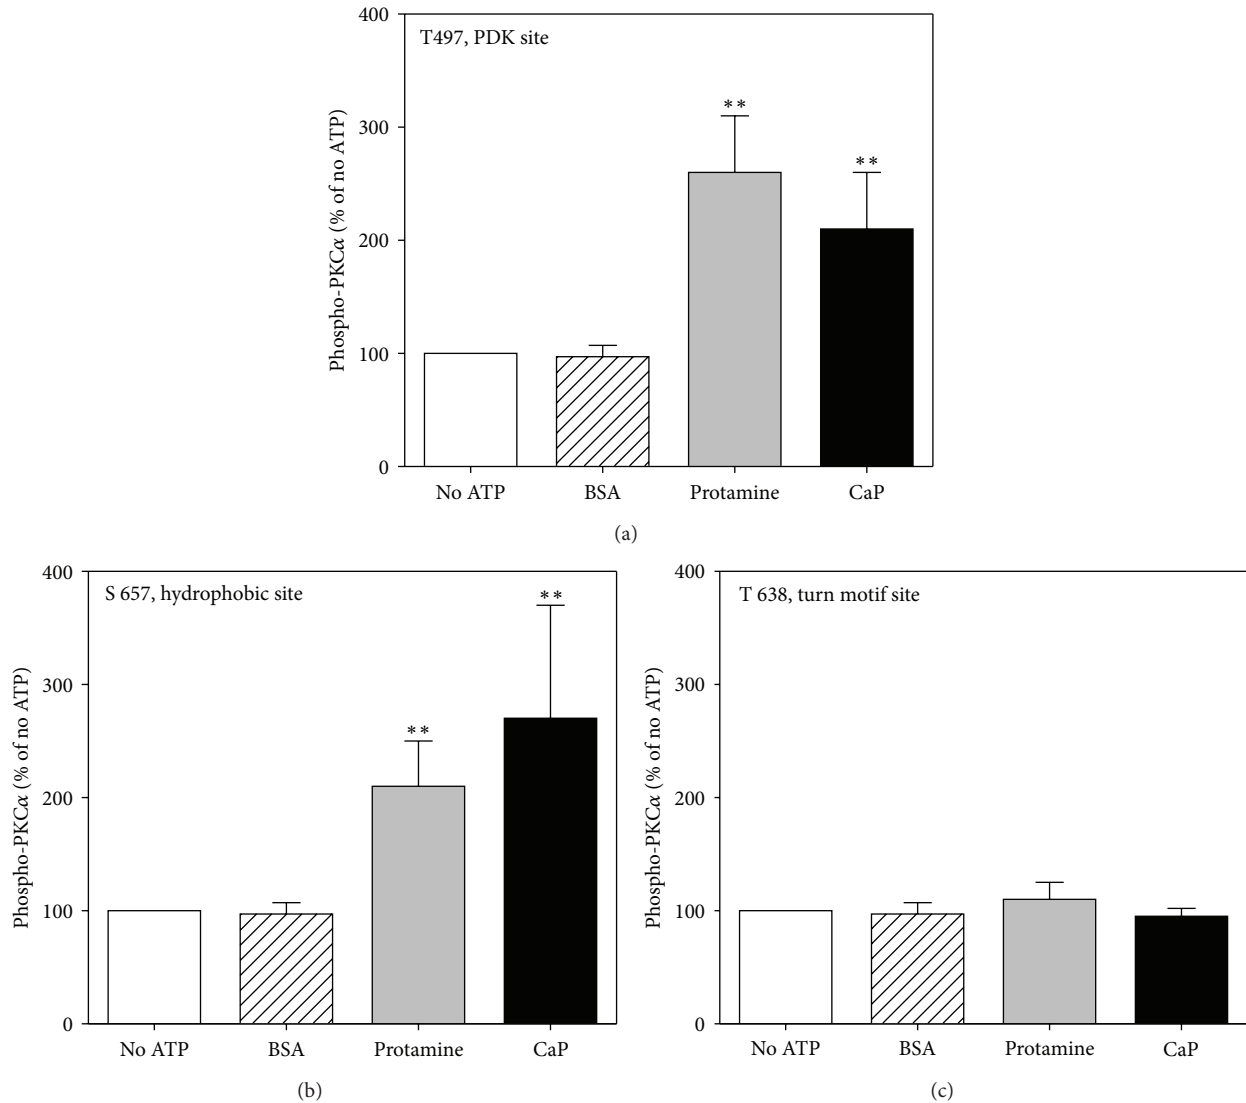 T497, PDK site
Phospho-PKCα (% of no ATP)
400
300
200
100
0
**
**
No ATP BSA Protamine CaP
(a)
S 657, hydrophobic site
Phospho-PKCα (% of no ATP)
400
300
200
100
0
**
**
No ATP BSA Protamine CaP
(b)
T 638, turn motif site
Phospho-PKCα (% of no ATP)
400
300
200
100
0
No ATP BSA Protamine CaP
(c)